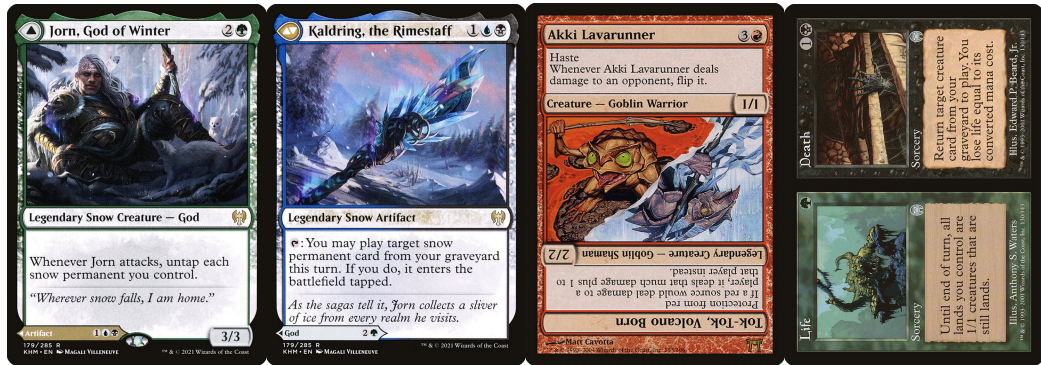 Jorn, God of Winter 2
Legendary Snow Creature — God
Whenever Jorn attacks, untap each
snow permanent you control.
"Wherever snow falls, I am home."
Artifact 1
3/3
179/285 R
KHM • EN Magali Villeneuve
™ & © 2021 Wizards of the Coast
Kaldring, the Rimestaff 1
Legendary Snow Artifact
: You may play target snow
permanent card from your graveyard
this turn. If you do, it enters the
battlefield tapped.
As the sagas tell it, Jorn collects a sliver
of ice from every realm he visits.
God 2
179/285 R
KHM • EN Magali Villeneuve
™ & © 2021 Wizards of the Coast
Akki Lavarunner 3
Haste
Whenever Akki Lavarunner deals
damage to an opponent, flip it.
Creature — Goblin Warrior 1/1
Tok-Tok, Volcano Born
Protection from red
If a red source would deal damage to a
player, it deals that much damage plus 1 to
that player instead.
Legendary Creature — Goblin Shaman 2/2
Matt Cavotta
Death 1
Sorcery
Return target creature
card from your
graveyard to play. You
lose life equal to its
converted mana cost.
Illus. Edward P. Beard, Jr.
Life
Sorcery
Until end of turn, all
lands you control are
1/1 creatures that are
still lands.
Illus. Anthony S. Waters